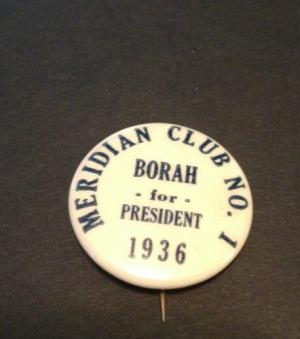 MERIDIAN CLUB NO. 1
BORAH
- for -
PRESIDENT
1936